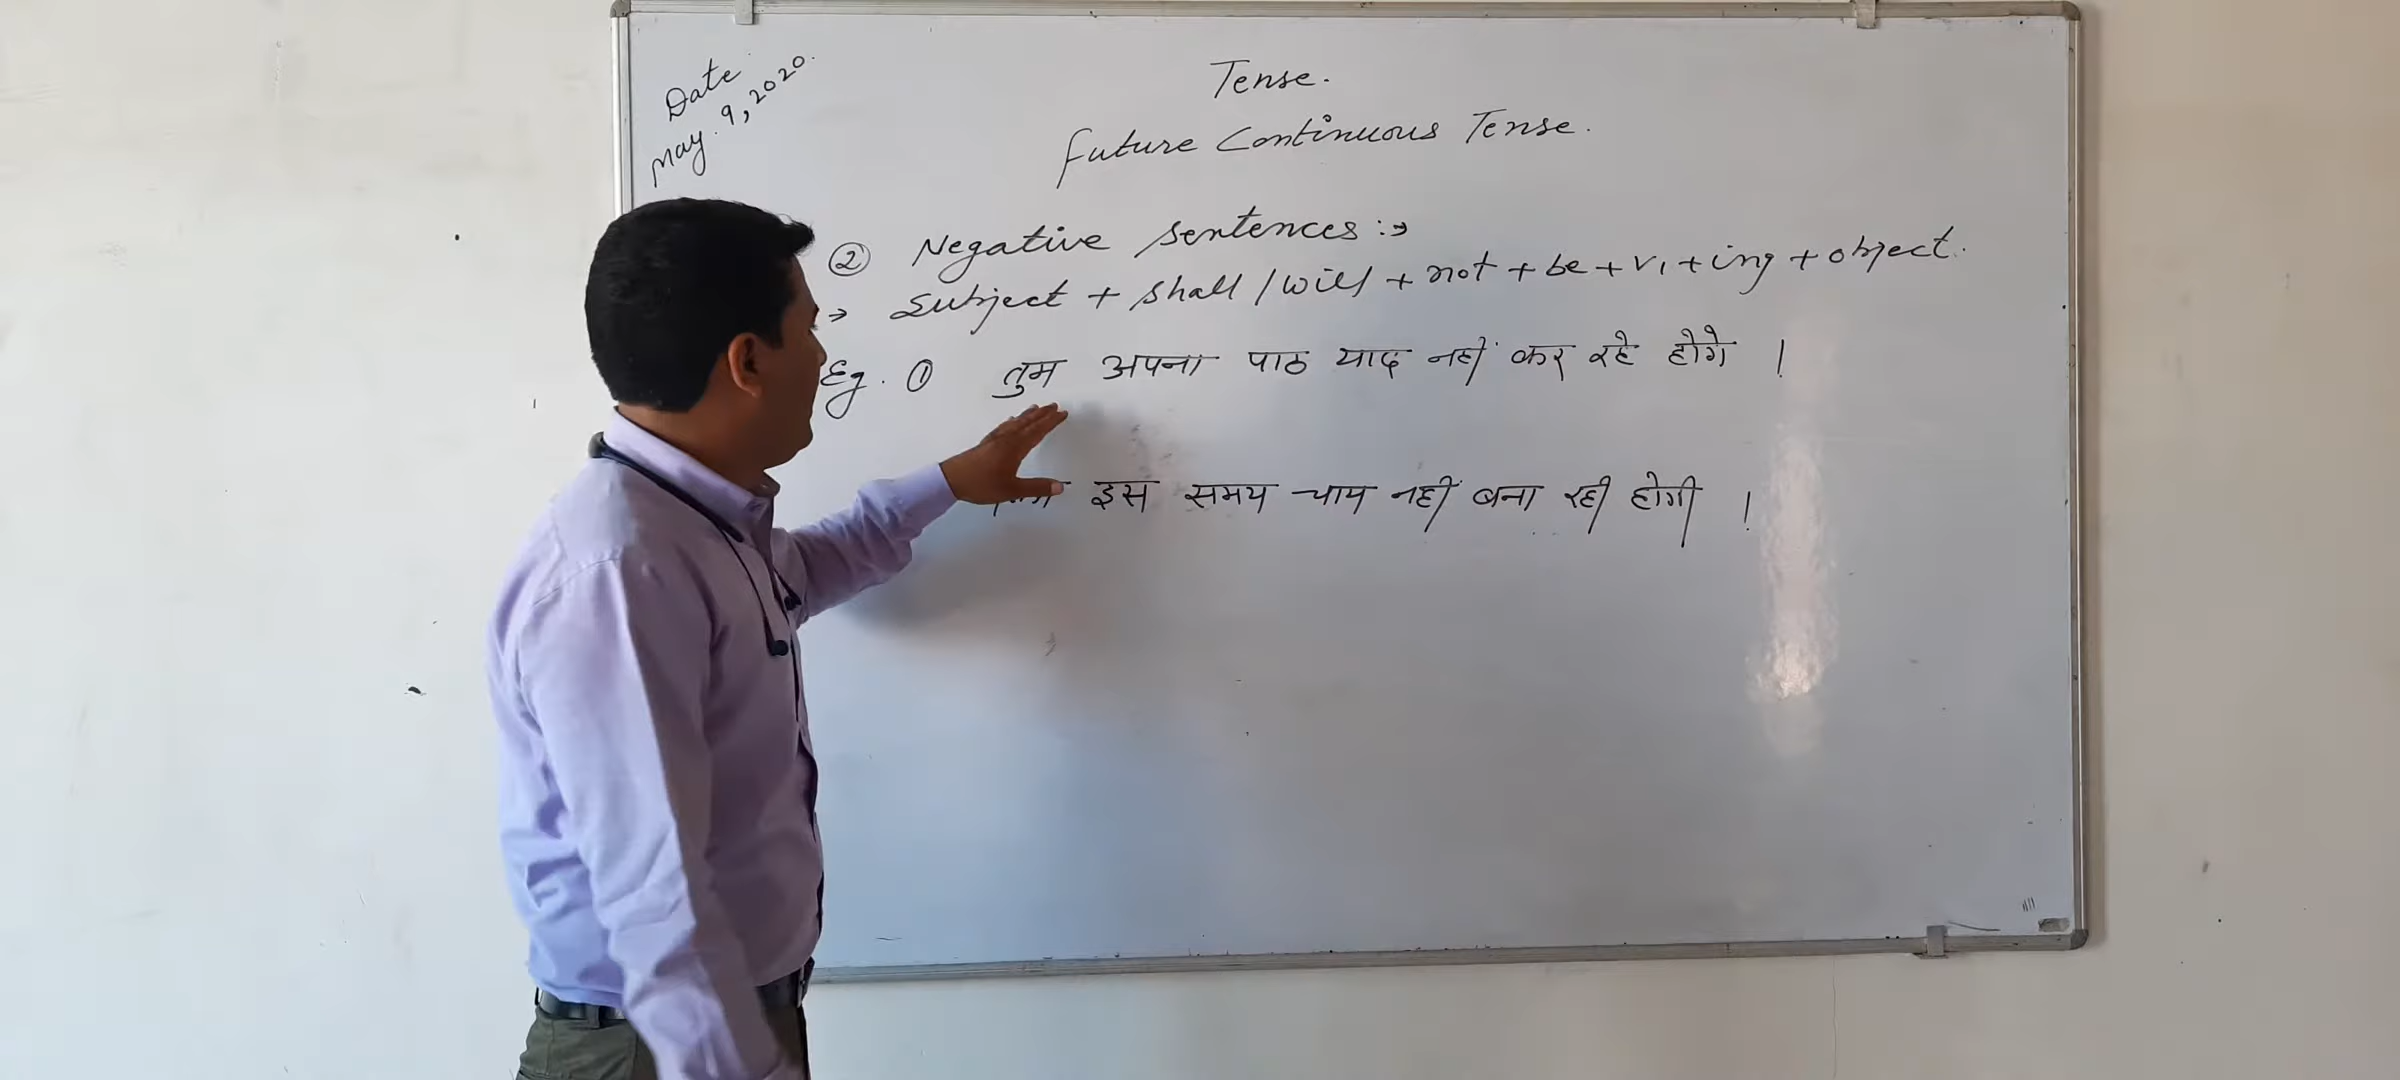 Date
May. 9, 2020.
Tense.
Future Continuous Tense.
② Negative Sentences :→
→ Subject + Shall / will + not + be + V1 + ing + object.
Eg. ① तुम अपना पाठ याद नहीं कर रहे होगे ।
इस समय चाय नहीं बना रही होगी ।